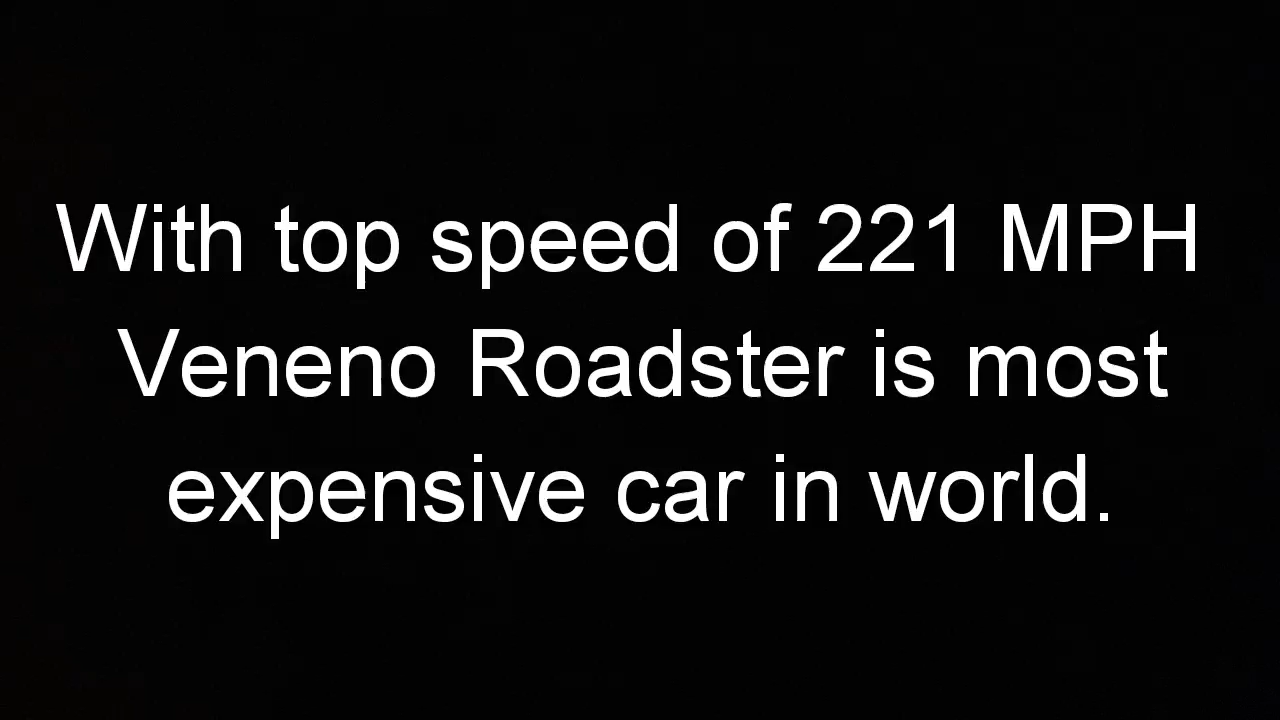 With top speed of 221 MPH
Veneno Roadster is most
expensive car in world.